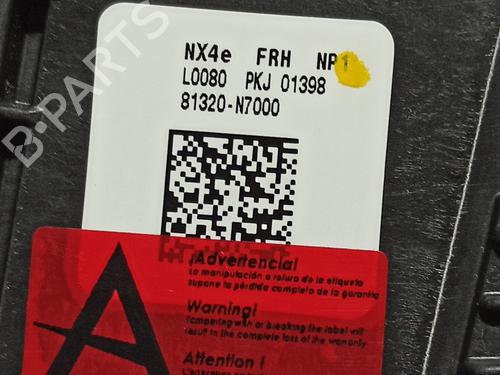 B-PARTS
NX4e FRH NP1
L0080 PKJ 01398
81320-N7000
¡Advertencia!
La manipulación o rotura de la etiqueta
supone la pérdida completa de la garantía
Warning!
Tampering with or breaking the label will
result in the complete loss of the warranty
Attention !